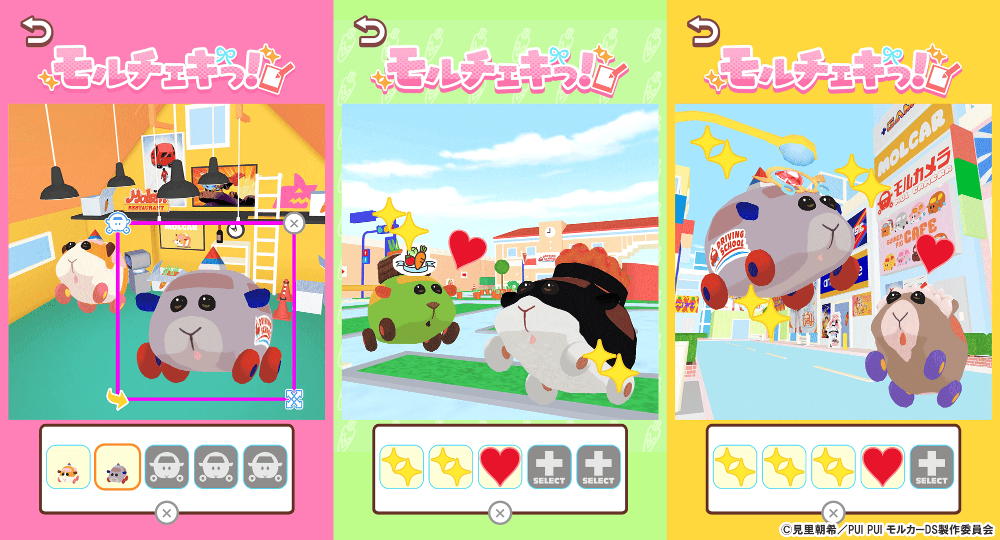 モルチェキっ!
Molson
RESTAURANT
MOLCAR
DRIVING
SCHOOL
モルチェキっ!
DRIVING
SCHOOL
SELECT
SELECT
モルチェキっ!
MOLCAR
モルカメラ
MOL CAMERA
GUINEA
PIG
CAFE
DRIVING
SCHOOL
SELECT
©見里朝希／PUI PUI モルカーDS製作委員会